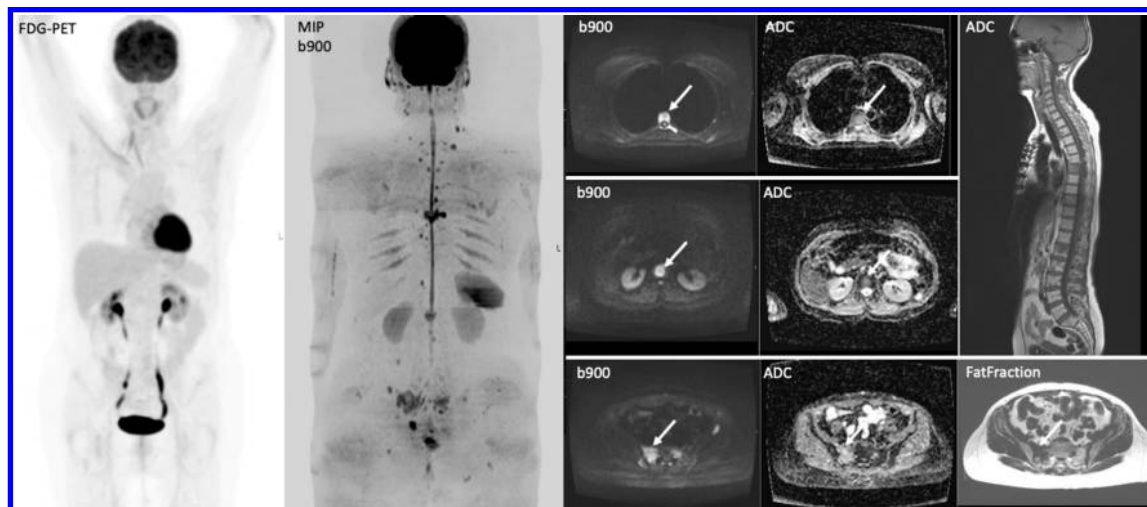 FDG-PET
MIP
b900
b900
ADC
ADC
b900
ADC
b900
ADC
FatFraction
L
L